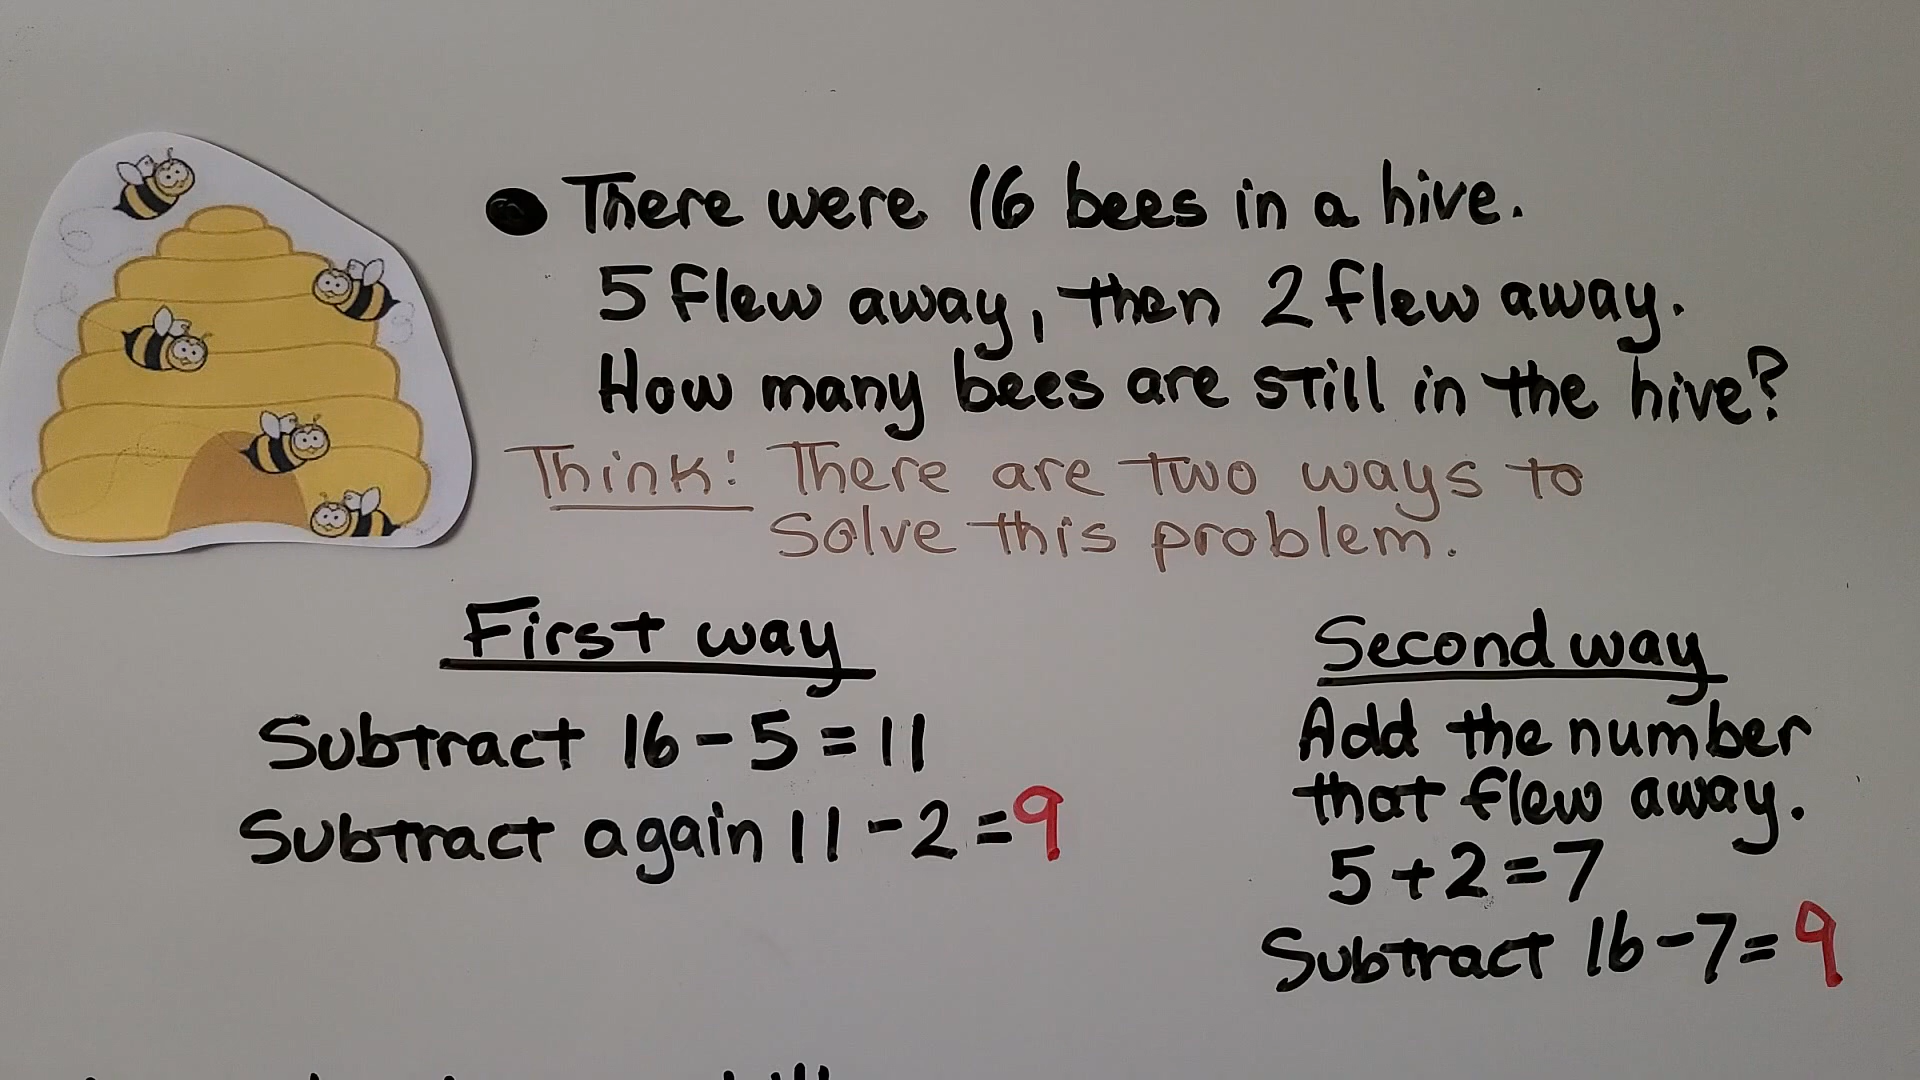 ● There were 16 bees in a hive.
5 flew away, then 2 flew away.
How many bees are still in the hive?
Think: There are two ways to
solve this problem.
First way
Subtract 16 - 5 = 11
Subtract again 11 - 2 = 9
Second way
Add the number
that flew away.
5 + 2 = 7
Subtract 16 - 7 = 9